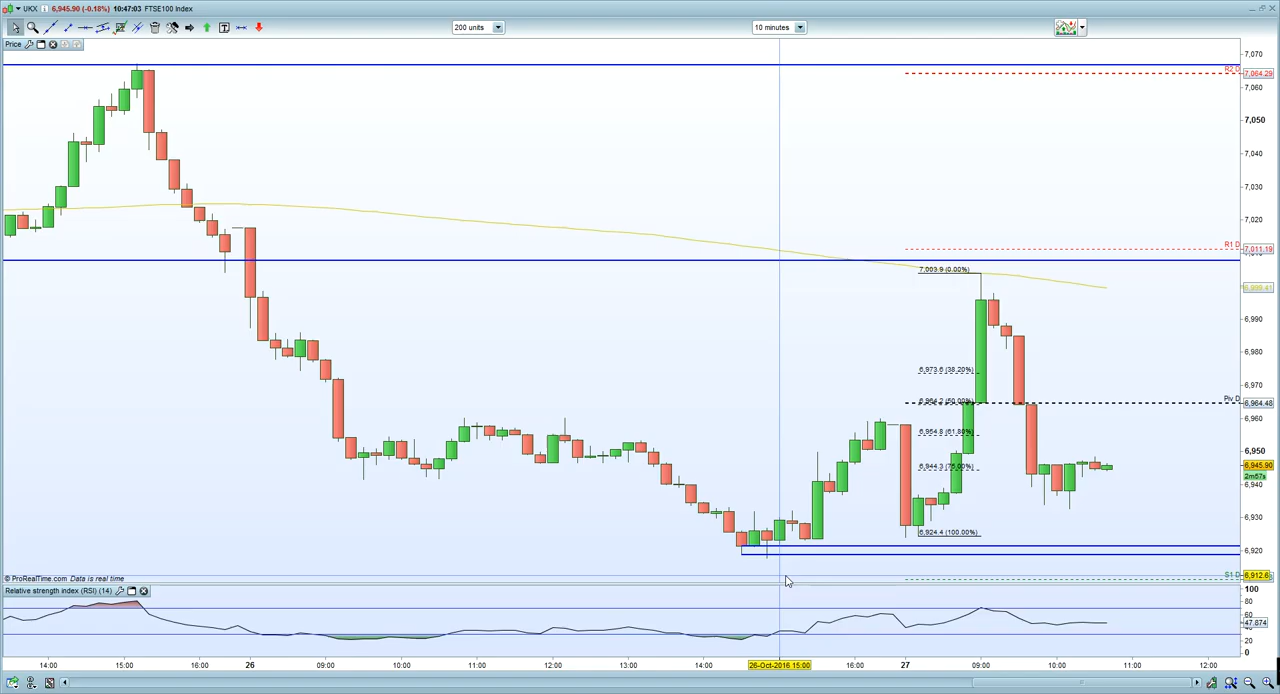 UKX 6,945.90 (-0.18%) 10:47:03 FTSE100 Index
200 units
10 minutes
Price
7,070
R2 D 7,064.29
7,060
7,050
7,040
7,030
7,020
R1 D 7,011.19
7,003.9 (0.00%)
6,990
6,980
6,973.6 (38.20%)
6,970
Piv D 6,964.48
6,964.2 (50.00%)
6,960
6,954.8 (61.80%)
6,950
6,944.3 (75.00%)
6,945.90
2m57s
6,940
6,930
6,924.4 (100.00%)
6,920
© ProRealTime.com Data is real time
S1 D 6,912.6
Relative strength index (RSI) (14)
100
80
47.874
20
0
14:00 15:00 16:00 26 09:00 10:00 11:00 12:00 13:00 14:00 26-Oct-2016 15:00 16:00 27 09:00 10:00 11:00 12:00